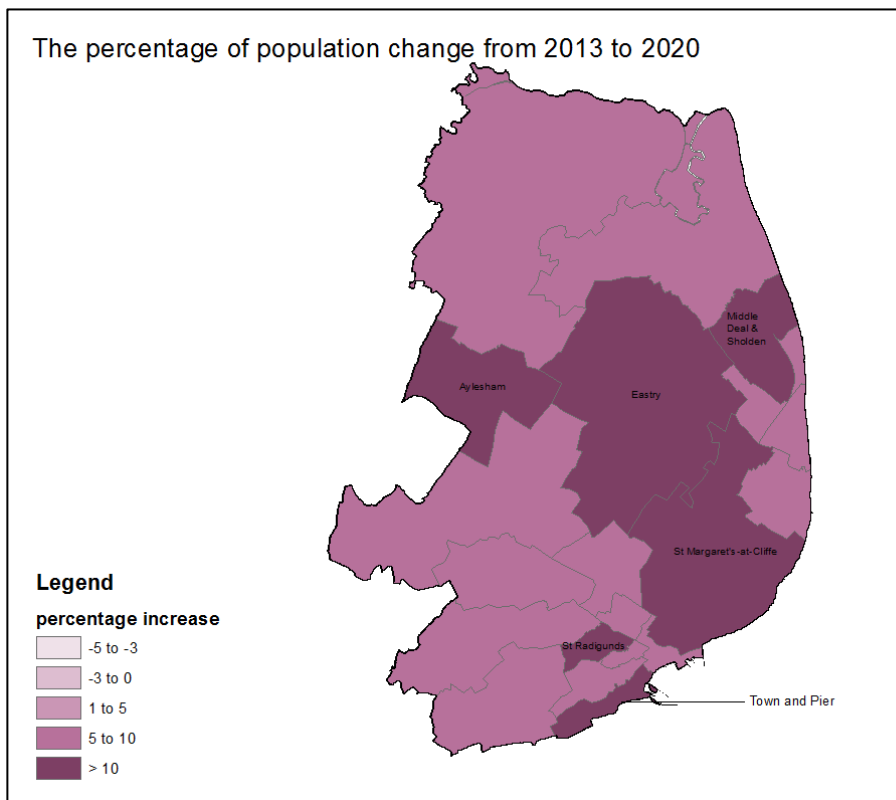 The percentage of population change from 2013 to 2020
Middle
Deal &
Sholden
Aylesham
Eastry
St Margaret's-at-Cliffe
St Radigunds
Town and Pier
Legend
percentage increase
-5 to -3
-3 to 0
1 to 5
5 to 10
> 10